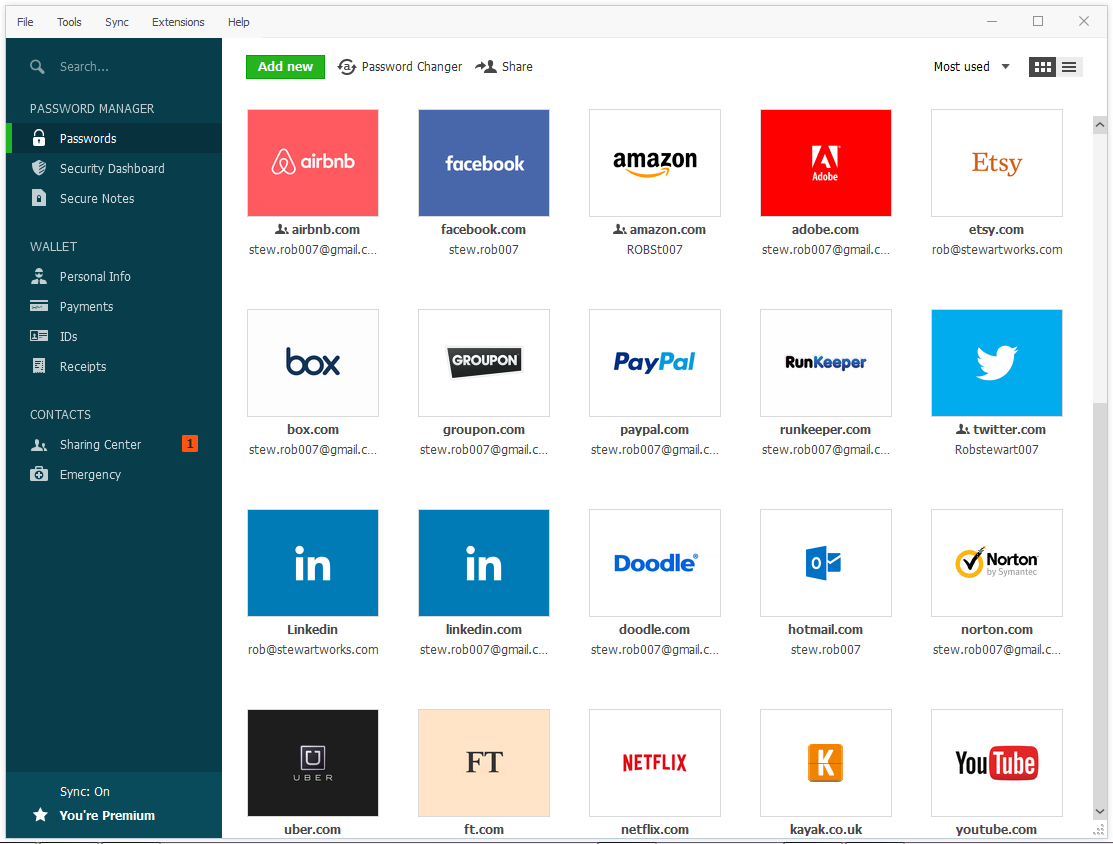 File Tools Sync Extensions Help
Search...
PASSWORD MANAGER
Passwords
Security Dashboard
Secure Notes
WALLET
Personal Info
Payments
IDs
Receipts
CONTACTS
Sharing Center 1
Emergency
Sync: On
You're Premium
Add new Password Changer Share Most used
airbnb facebook amazon Adobe Etsy
airbnb.com facebook.com amazon.com adobe.com etsy.com
stew.rob007@gmail.c... stew.rob007 ROBSt007 stew.rob007@gmail.c... rob@stewartworks.com
box GROUPON PayPal RunKeeper
box.com groupon.com paypal.com runkeeper.com twitter.com
stew.rob007@gmail.c... stew.rob007@gmail.c... stew.rob007@gmail.c... stew.rob007@gmail.c... Robstewart007
in in Doodle® O Norton
by Symantec
Linkedin linkedin.com doodle.com hotmail.com norton.com
rob@stewartworks.com stew.rob007@gmail.c... stew.rob007@gmail.c... stew.rob007 stew.rob007@gmail.c...
U FT NETFLIX K YouTube
UBER
uber.com ft.com netflix.com kayak.co.uk youtube.com